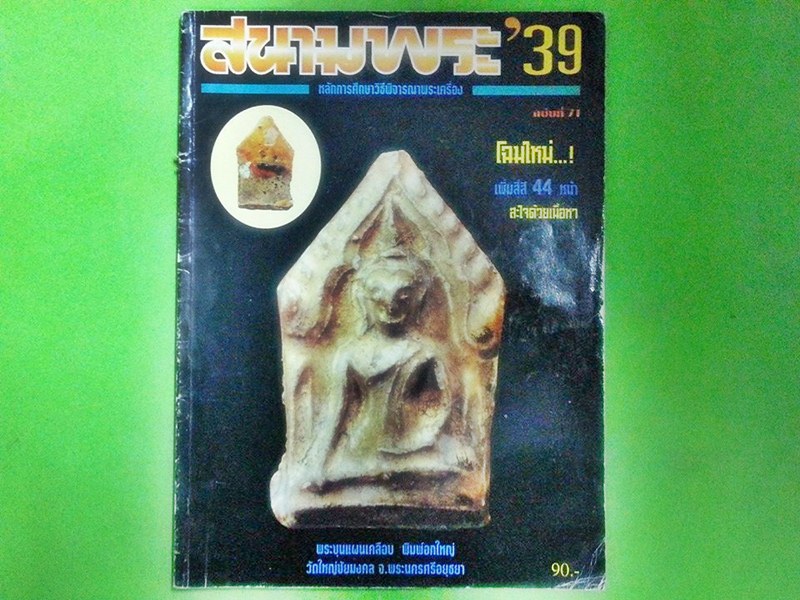 สนามพระ '39
หลักการศึกษาวิธีพิจารณาพระเครื่อง
ฉบับที่ 71
โฉมใหม่...!
เพิ่มสี่สี 44 หน้า
สะใจด้วยเนื้อหา
พระขุนแผนเคลือบ พิมพ์อกใหญ่
วัดใหญ่ชัยมงคล จ.พระนครศรีอยุธยา
90.-